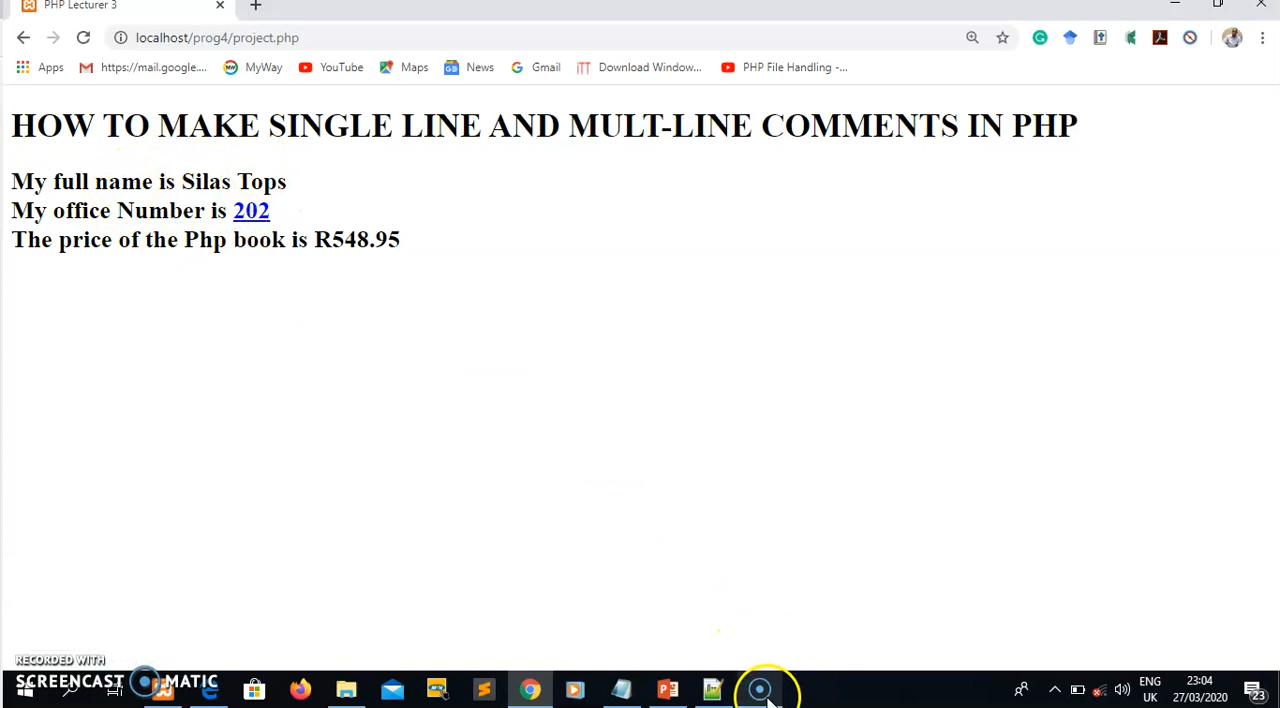 PHP Lecturer 3
localhost/prog4/project.php
Apps https://mail.google.... MyWay YouTube Maps News Gmail Download Window... PHP File Handling -...
HOW TO MAKE SINGLE LINE AND MULT-LINE COMMENTS IN PHP
My full name is Silas Tops
My office Number is 202
The price of the Php book is R548.95
RECORDED WITH
SCREENCAST MATIC
ENG
UK
23:04
27/03/2020
23